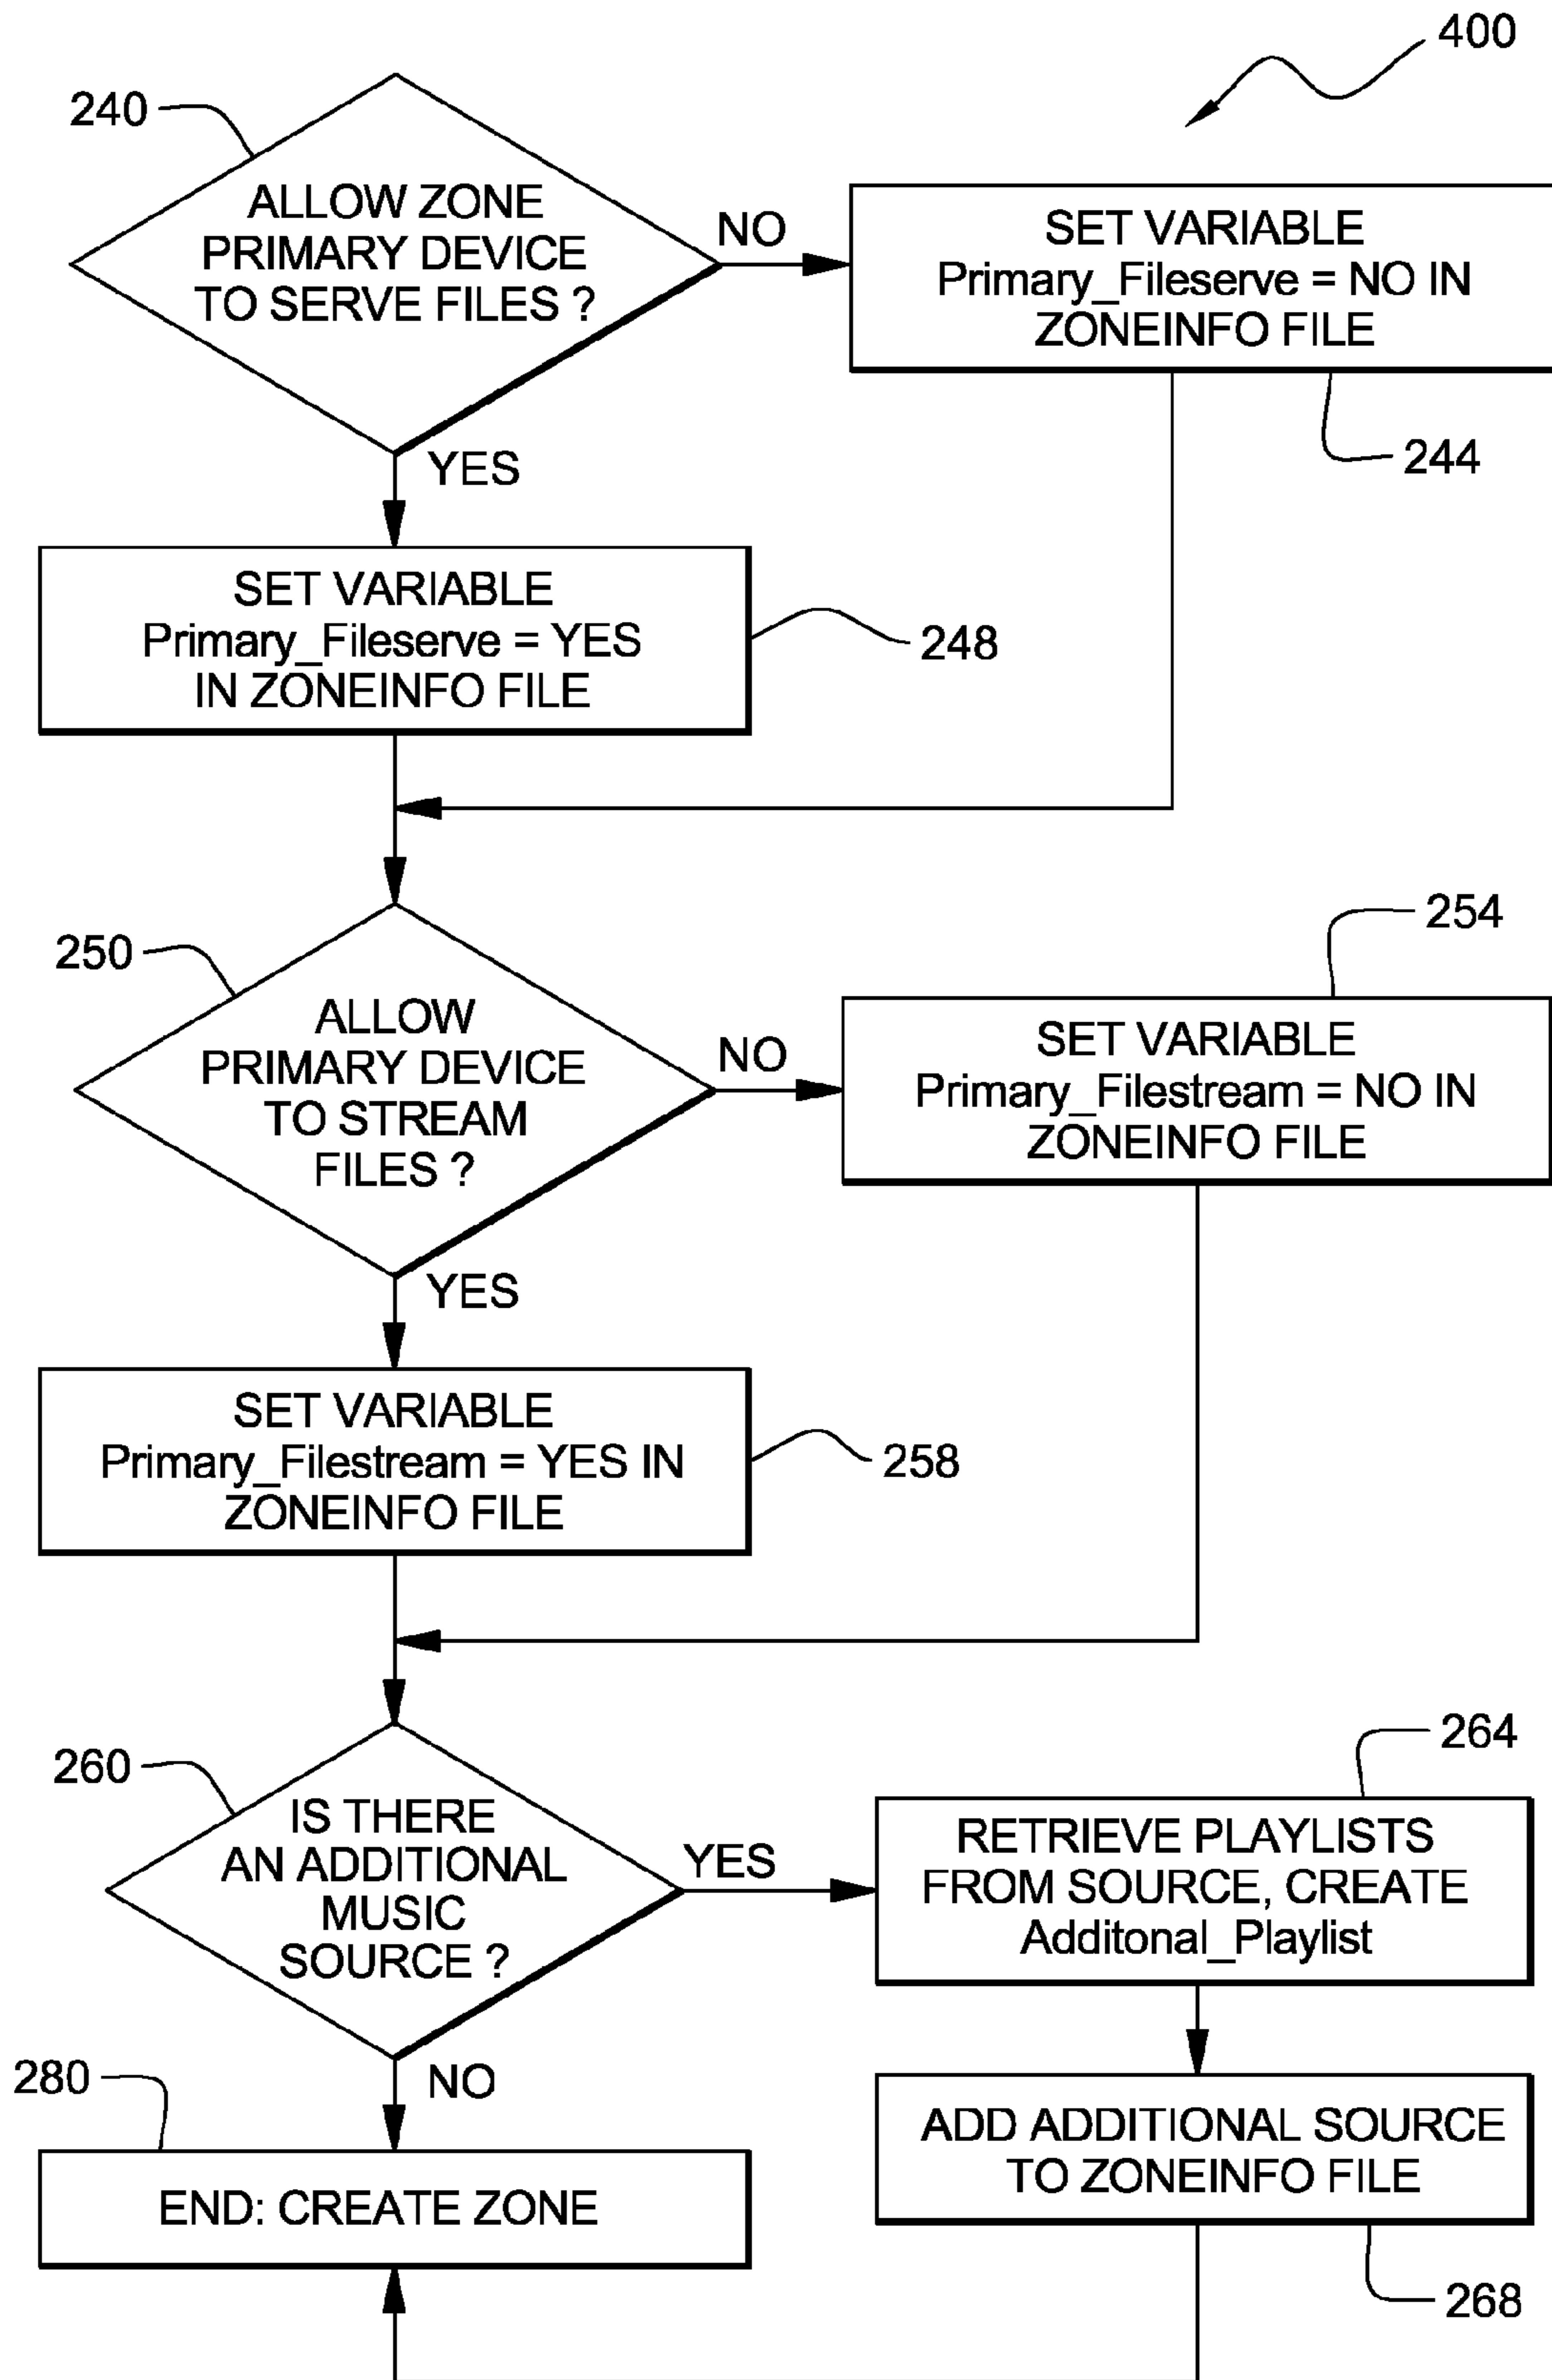 400
240
ALLOW ZONE
PRIMARY DEVICE
TO SERVE FILES ?
NO
SET VARIABLE
Primary_Fileserve = NO IN
ZONEINFO FILE
244
YES
SET VARIABLE
Primary_Fileserve = YES
IN ZONEINFO FILE
248
250
ALLOW
PRIMARY DEVICE
TO STREAM
FILES ?
NO
254
SET VARIABLE
Primary_Filestream = NO IN
ZONEINFO FILE
YES
SET VARIABLE
Primary_Filestream = YES IN
ZONEINFO FILE
258
260
IS THERE
AN ADDITIONAL
MUSIC
SOURCE ?
YES
264
RETRIEVE PLAYLISTS
FROM SOURCE, CREATE
Additonal_Playlist
NO
280
END: CREATE ZONE
ADD ADDITIONAL SOURCE
TO ZONEINFO FILE
268